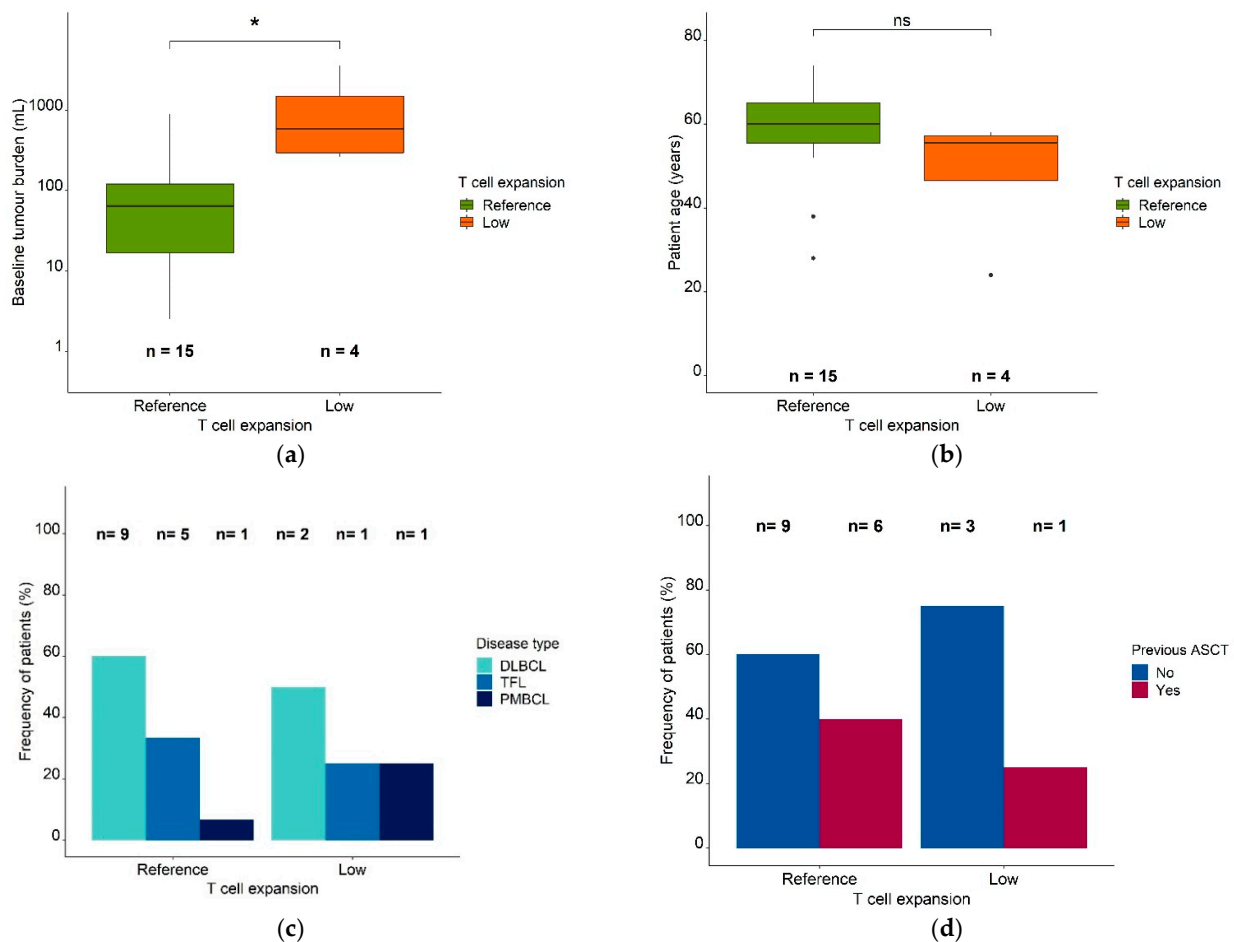 *
Baseline tumour burden (mL)
1000
100
10
1
n = 15
n = 4
Reference
Low
T cell expansion
T cell expansion
Reference
Low
(a)
ns
Patient age (years)
80
60
40
20
0
n = 15
n = 4
Reference
Low
T cell expansion
T cell expansion
Reference
Low
(b)
Frequency of patients (%)
100
80
60
40
20
0
n= 9
n= 5
n= 1
n= 2
n= 1
n= 1
Reference
Low
T cell expansion
Disease type
DLBCL
TFL
PMBCL
(c)
Frequency of patients (%)
100
80
60
40
20
0
n= 9
n= 6
n= 3
n= 1
Reference
Low
T cell expansion
Previous ASCT
No
Yes
(d)